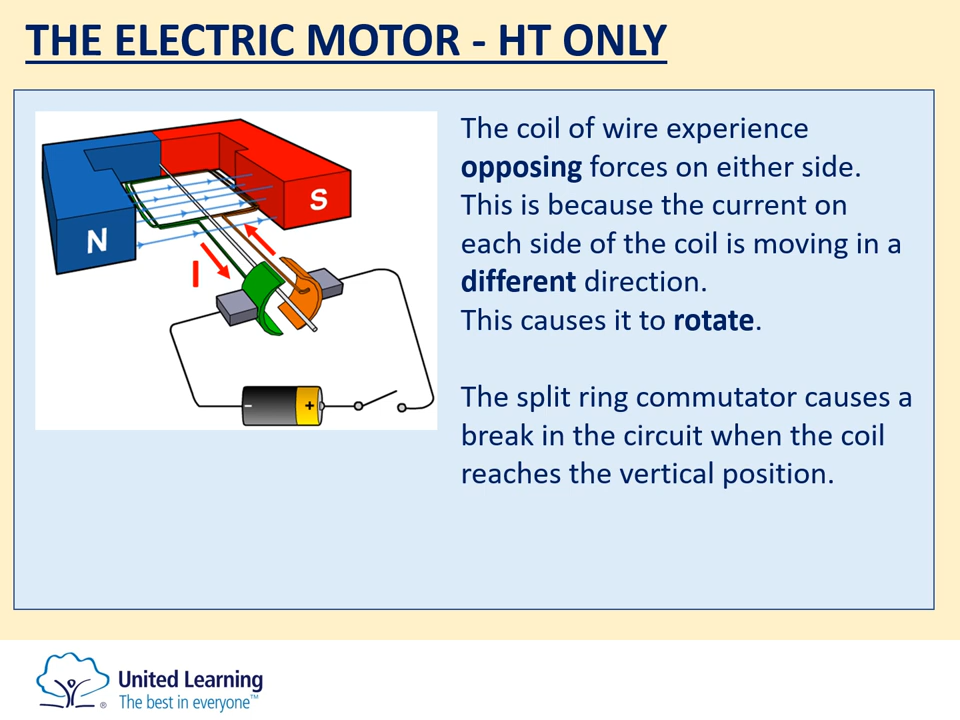 THE ELECTRIC MOTOR - HT ONLY
The coil of wire experience
opposing forces on either side.
This is because the current on
each side of the coil is moving in a
different direction.
This causes it to rotate.
The split ring commutator causes a
break in the circuit when the coil
reaches the vertical position.
N
S
I
- +
United Learning
The best in everyone™
®